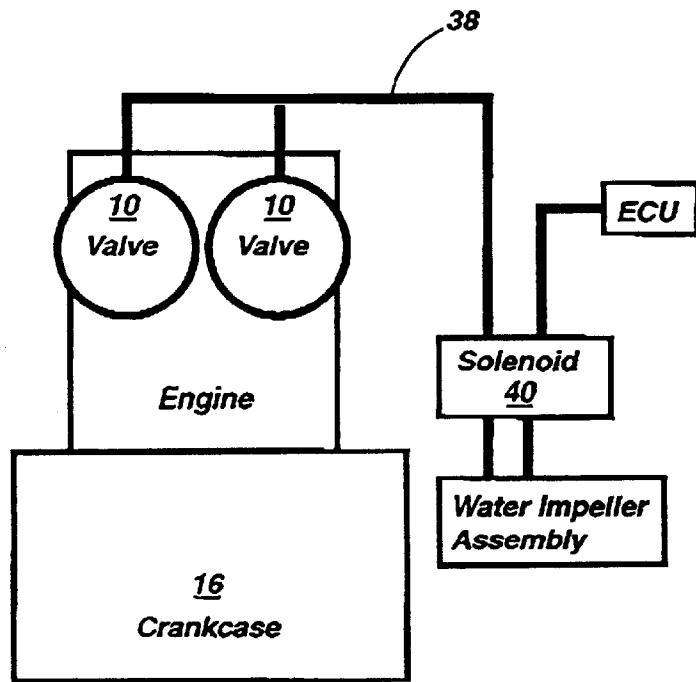 38
10
Valve
10
Valve
ECU
Solenoid
40
Engine
Water Impeller
Assembly
16
Crankcase